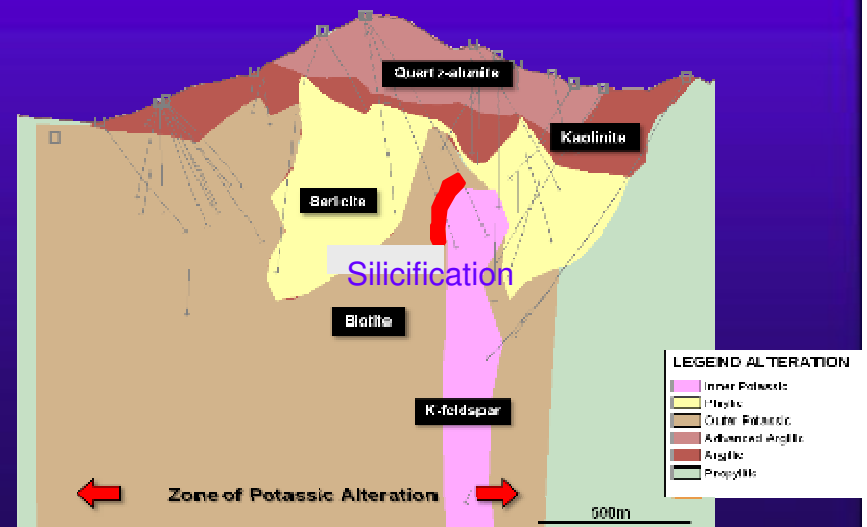 Quartz-alunite
Kaolinite
Sericite
Silicification
Biotite
K-feldspar
Zone of Potassic Alteration
500m
LEGEND ALTERATION
Inner Potassic
Phyllic
Outer Potassic
Advanced Argillic
Argillic
Propylitic